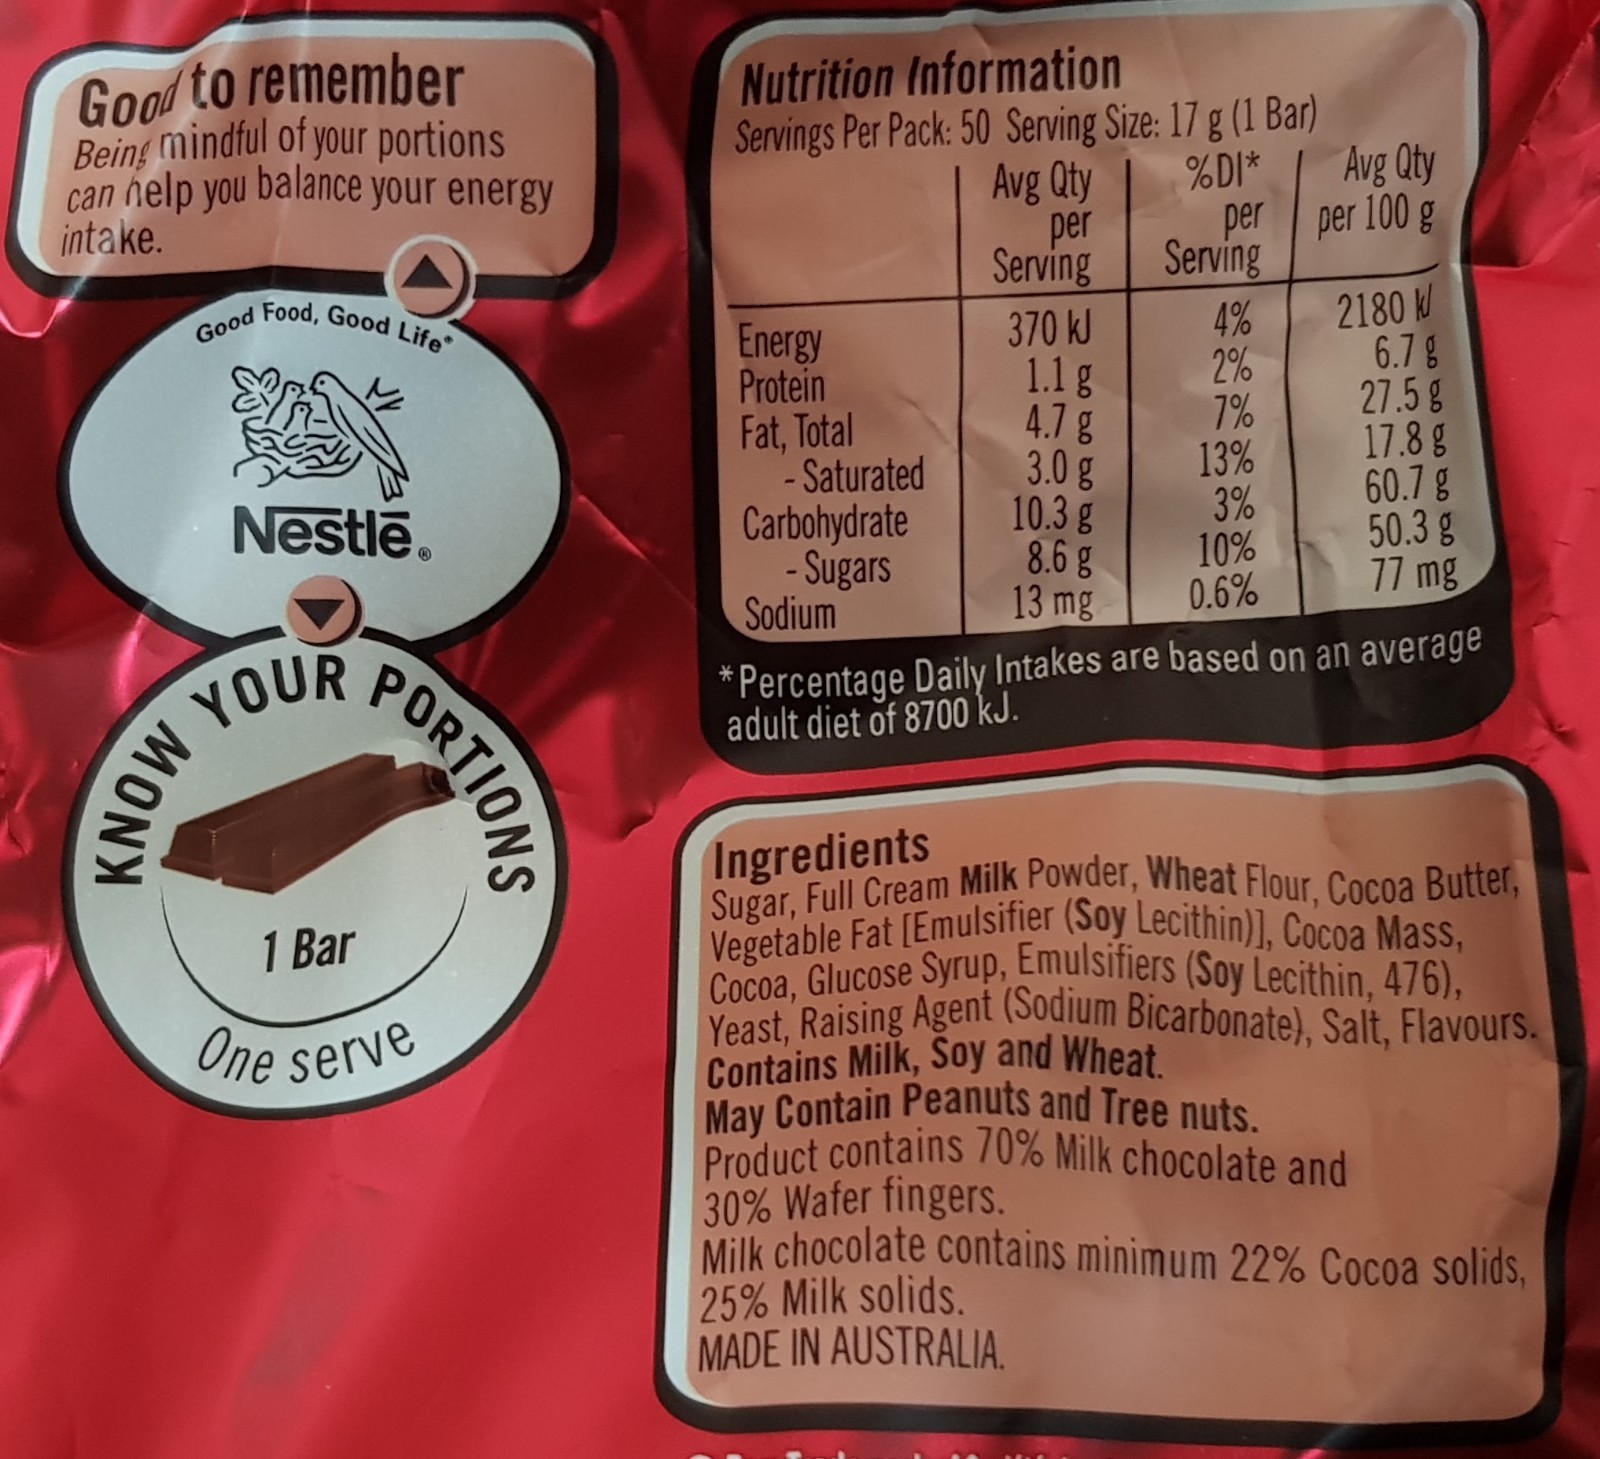 Good to remember
Being mindful of your portions
can help you balance your energy
intake.
Good Food, Good Life®
Nestlé®
KNOW YOUR PORTIONS
1 Bar
One serve
Nutrition Information
Servings Per Pack: 50 Serving Size: 17 g (1 Bar)
Avg Qty per Serving %DI* per Serving Avg Qty per 100 g
Energy 370 kJ 4% 2180 kJ
Protein 1.1 g 2% 6.7 g
Fat, Total 4.7 g 7% 27.5 g
- Saturated 3.0 g 13% 17.8 g
Carbohydrate 10.3 g 3% 60.7 g
- Sugars 8.6 g 10% 50.3 g
Sodium 13 mg 0.6% 77 mg
*Percentage Daily Intakes are based on an average
adult diet of 8700 kJ.
Ingredients
Sugar, Full Cream Milk Powder, Wheat Flour, Cocoa Butter,
Vegetable Fat [Emulsifier (Soy Lecithin)], Cocoa Mass,
Cocoa, Glucose Syrup, Emulsifiers (Soy Lecithin, 476),
Yeast, Raising Agent (Sodium Bicarbonate), Salt, Flavours.
Contains Milk, Soy and Wheat.
May Contain Peanuts and Tree nuts.
Product contains 70% Milk chocolate and
30% Wafer fingers.
Milk chocolate contains minimum 22% Cocoa solids,
25% Milk solids.
MADE IN AUSTRALIA.